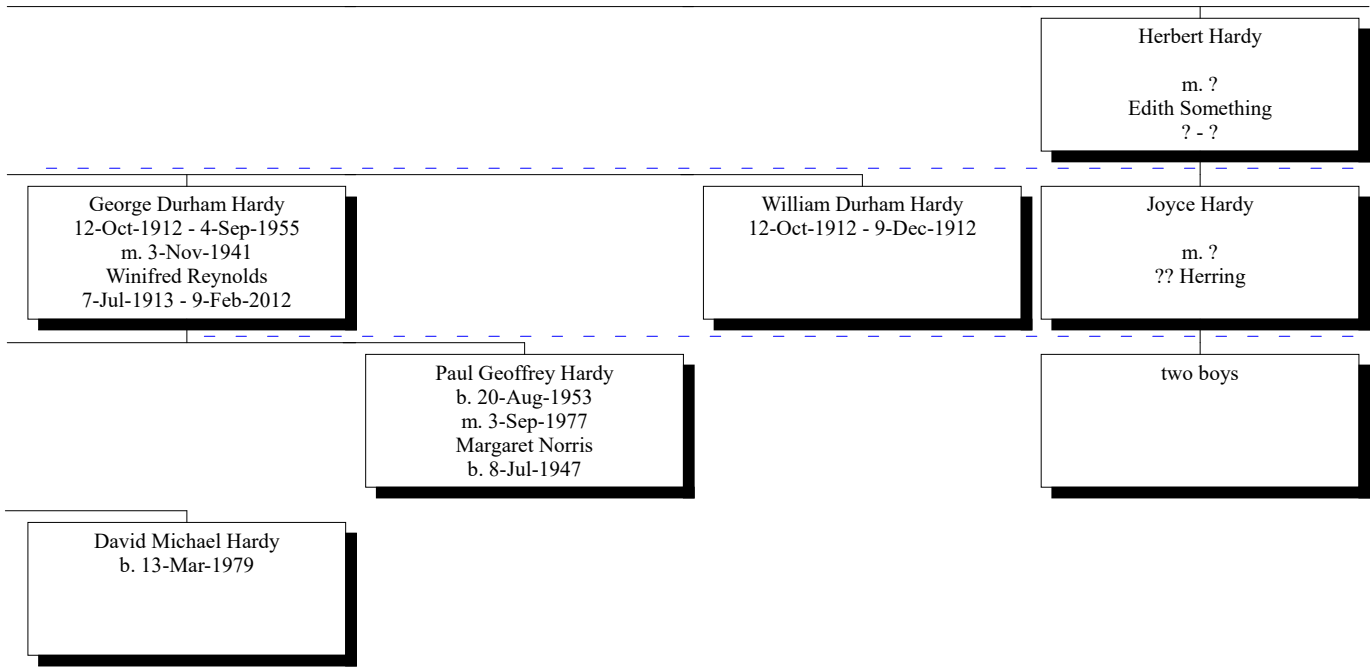 Herbert Hardy
m. ?
Edith Something
? - ?
George Durham Hardy
12-Oct-1912 - 4-Sep-1955
m. 3-Nov-1941
Winifred Reynolds
7-Jul-1913 - 9-Feb-2012
William Durham Hardy
12-Oct-1912 - 9-Dec-1912
Joyce Hardy
m. ?
?? Herring
Paul Geoffrey Hardy
b. 20-Aug-1953
m. 3-Sep-1977
Margaret Norris
b. 8-Jul-1947
two boys
David Michael Hardy
b. 13-Mar-1979